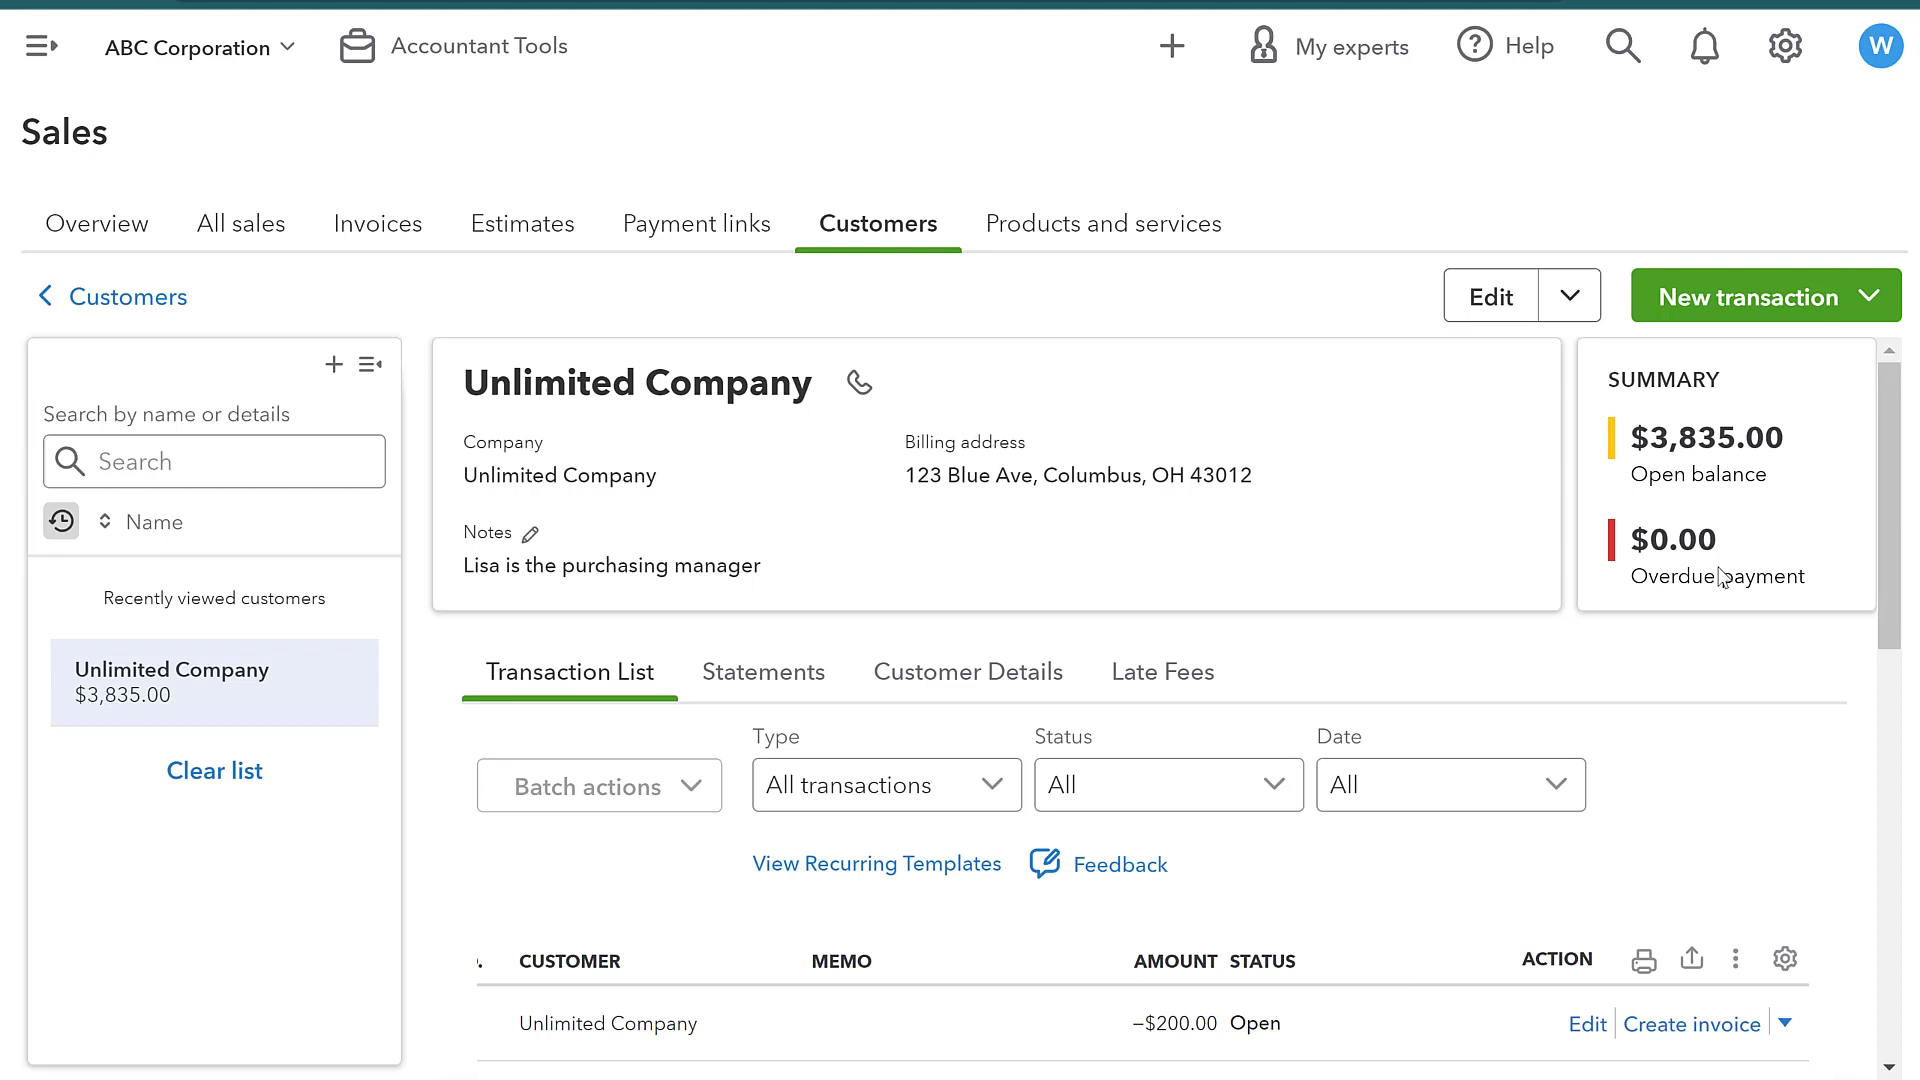 ABC Corporation
Accountant Tools
My experts
Help
W
Sales
Overview
All sales
Invoices
Estimates
Payment links
Customers
Products and services
Customers
Edit
New transaction
Search by name or details
Search
Name
Recently viewed customers
Unlimited Company
$3,835.00
Clear list
Unlimited Company
Company
Unlimited Company
Billing address
123 Blue Ave, Columbus, OH 43012
Notes
Lisa is the purchasing manager
SUMMARY
$3,835.00
Open balance
$0.00
Overdue payment
Transaction List
Statements
Customer Details
Late Fees
Batch actions
Type
All transactions
Status
All
Date
All
View Recurring Templates
Feedback
. CUSTOMER MEMO AMOUNT STATUS ACTION
Unlimited Company –$200.00 Open Edit Create invoice